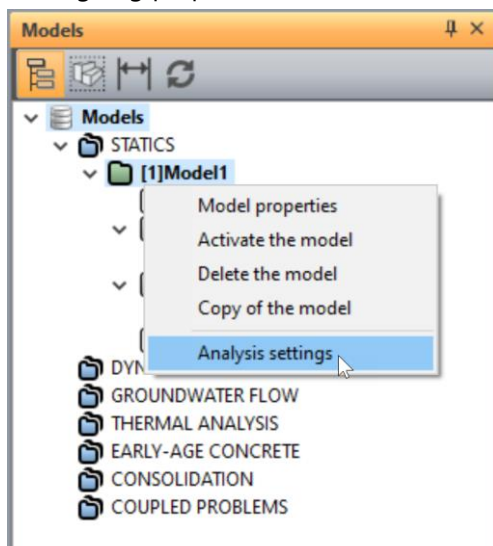 Models
Models
STATICS
[1]Model1
Model properties
Activate the model
Delete the model
Copy of the model
Analysis settings
DYN
GROUNDWATER FLOW
THERMAL ANALYSIS
EARLY-AGE CONCRETE
CONSOLIDATION
COUPLED PROBLEMS